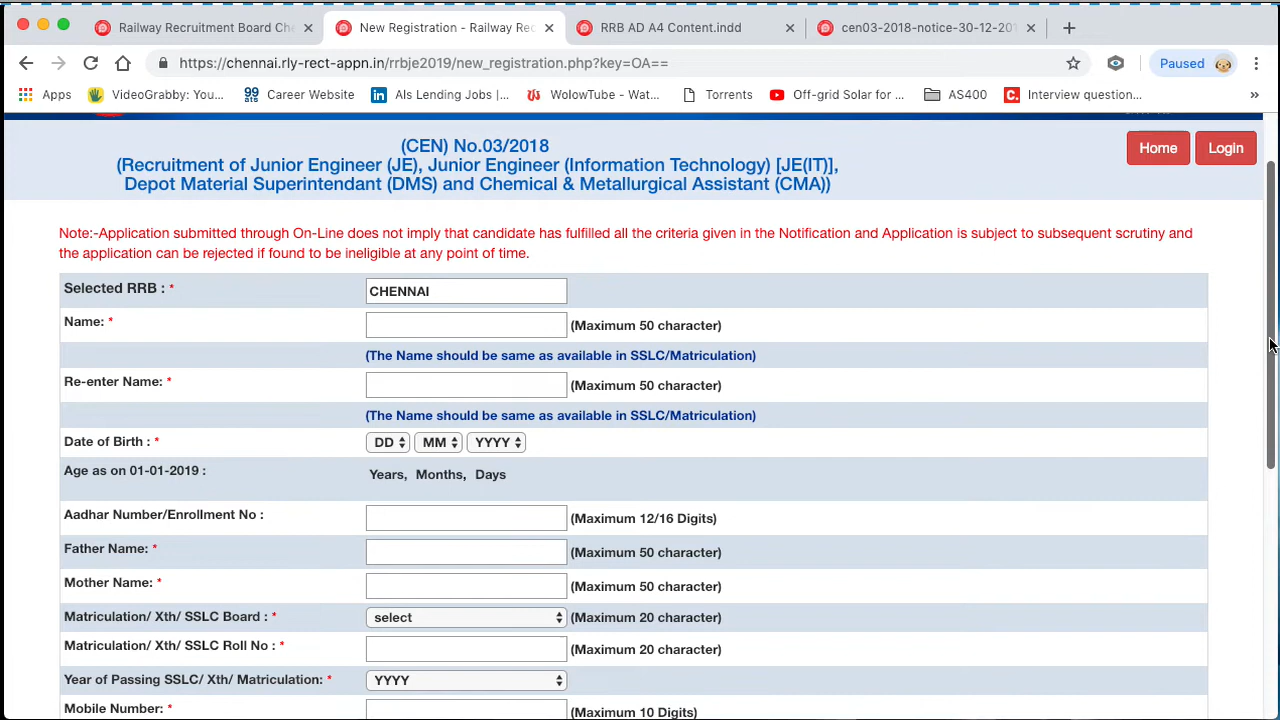 Railway Recruitment Board Che
New Registration - Railway Rec
RRB AD A4 Content.indd
cen03-2018-notice-30-12-201
https://chennai.rly-rect-appn.in/rrbje2019/new_registration.php?key=OA==
Paused
Apps
VideoGrabby: You...
Career Website
Als Lending Jobs |...
WolowTube - Wat...
Torrents
Off-grid Solar for ...
AS400
Interview question...
»
(CEN) No.03/2018
(Recruitment of Junior Engineer (JE), Junior Engineer (Information Technology) [JE(IT)],
Depot Material Superintendant (DMS) and Chemical & Metallurgical Assistant (CMA))
Home
Login
Note:-Application submitted through On-Line does not imply that candidate has fulfilled all the criteria given in the Notification and Application is subject to subsequent scrutiny and
the application can be rejected if found to be ineligible at any point of time.
Selected RRB : * CHENNAI
Name: * (Maximum 50 character)
(The Name should be same as available in SSLC/Matriculation)
Re-enter Name: * (Maximum 50 character)
(The Name should be same as available in SSLC/Matriculation)
Date of Birth : * DD MM YYYY
Age as on 01-01-2019 : Years, Months, Days
Aadhar Number/Enrollment No : (Maximum 12/16 Digits)
Father Name: * (Maximum 50 character)
Mother Name: * (Maximum 50 character)
Matriculation/ Xth/ SSLC Board : * select (Maximum 20 character)
Matriculation/ Xth/ SSLC Roll No : * (Maximum 20 character)
Year of Passing SSLC/ Xth/ Matriculation: * YYYY
Mobile Number: * (Maximum 10 Digits)